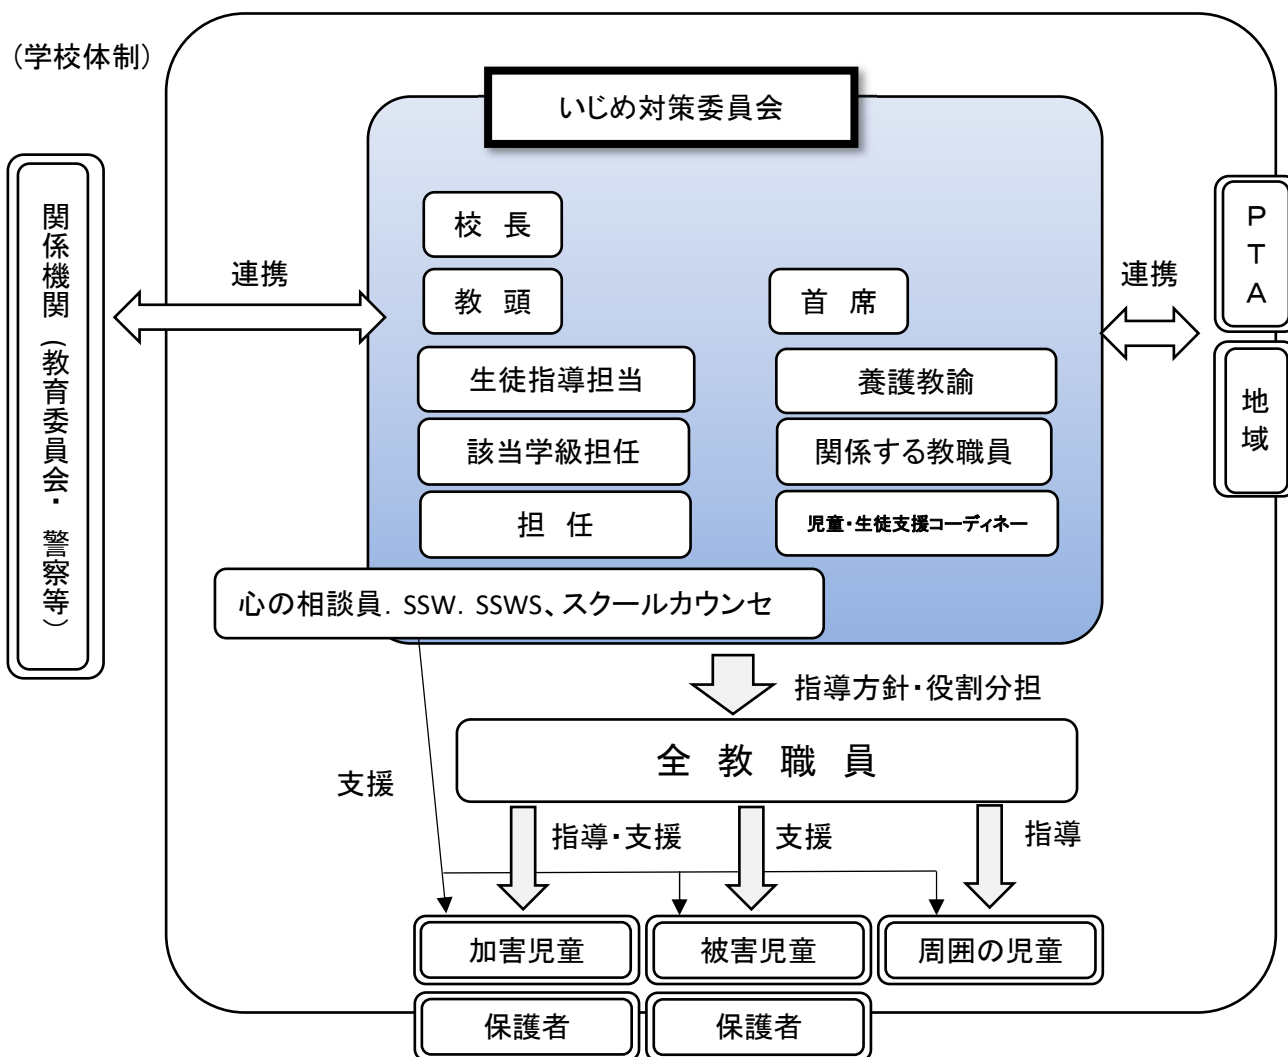 （学校体制）
いじめ対策委員会
関係機関（教育委員会・警察等）
連携
校長
教頭
首席
生徒指導担当
養護教諭
該当学級担任
関係する教職員
担任
児童・生徒支援コーディネー
心の相談員．SSW．SSWS、スクールカウンセ
連携
ＰＴＡ
地域
指導方針・役割分担
全教職員
支援
指導・支援
支援
指導
加害児童
被害児童
周囲の児童
保護者
保護者